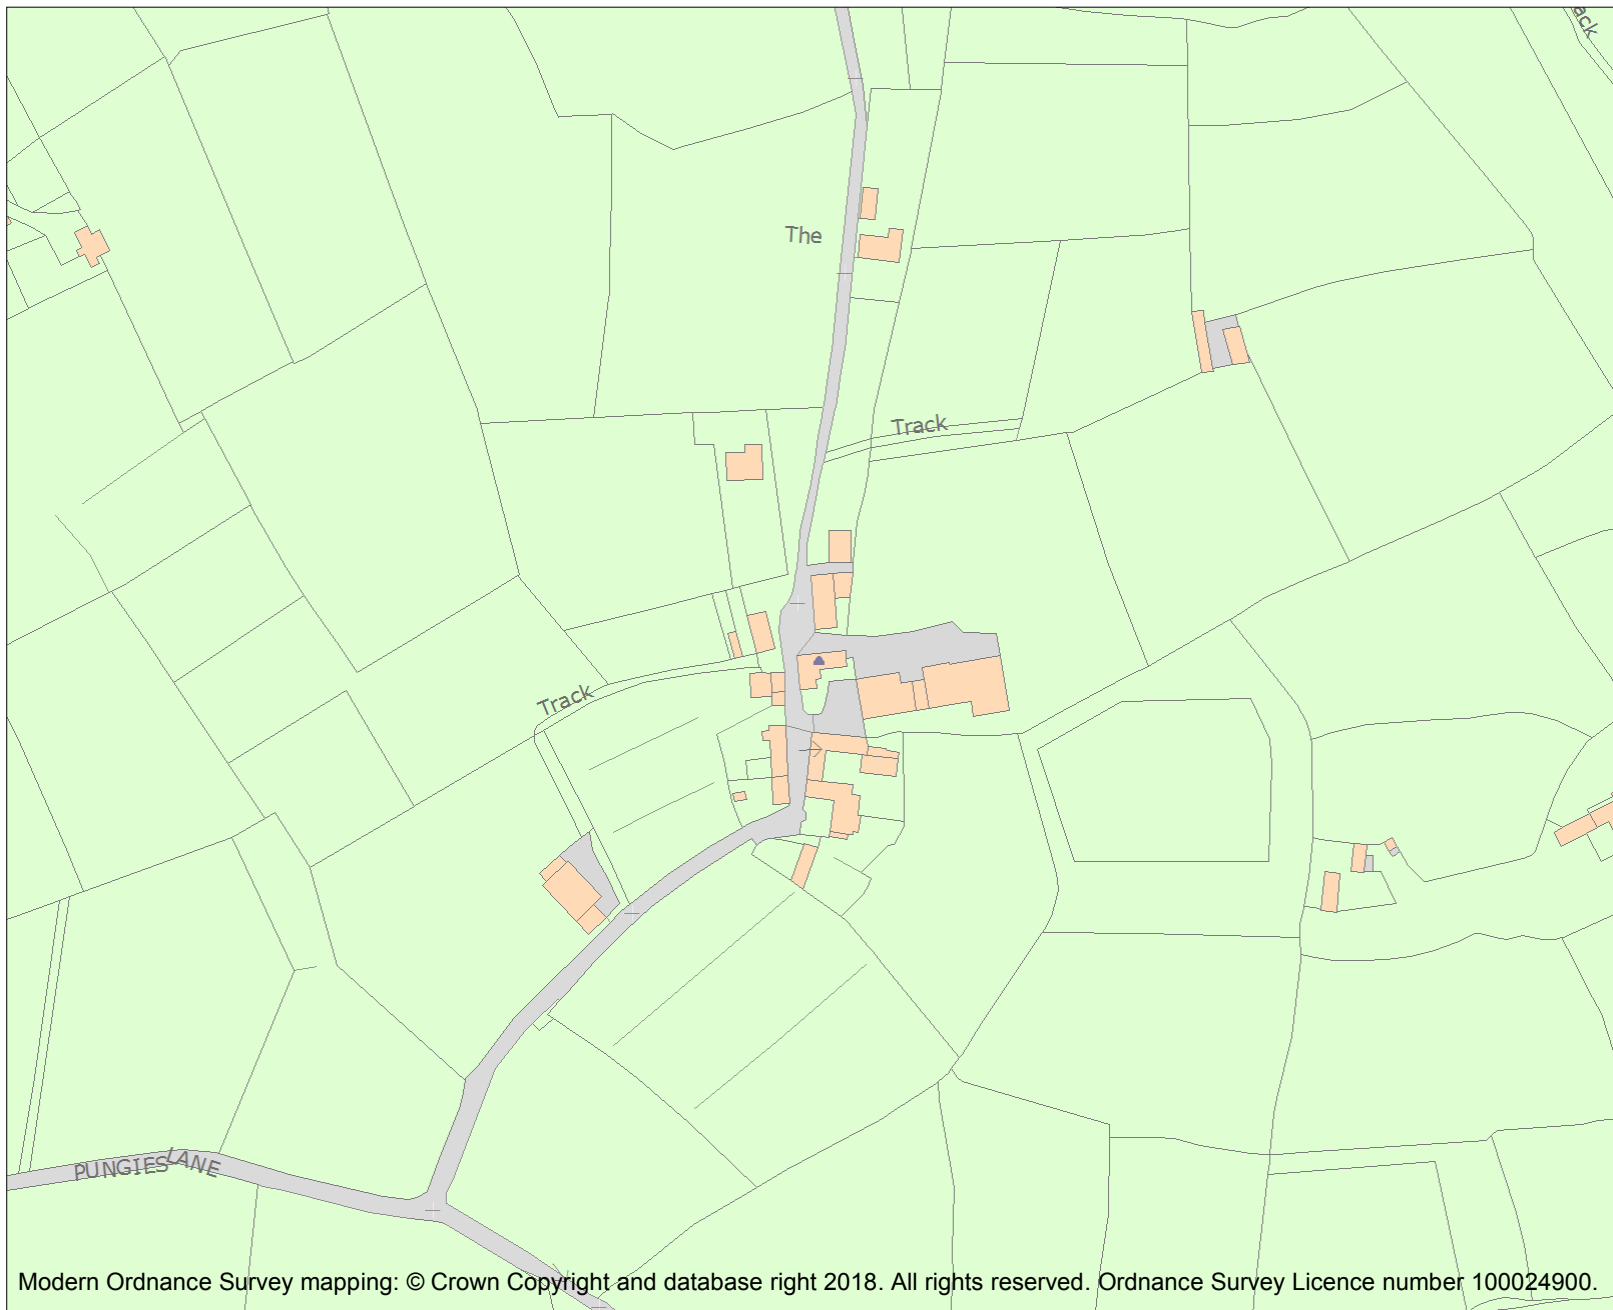 ack
The
Track
Track
PUNGIES LANE
Modern Ordnance Survey mapping: © Crown Copyright and database right 2018. All rights reserved. Ordnance Survey Licence number 100024900.